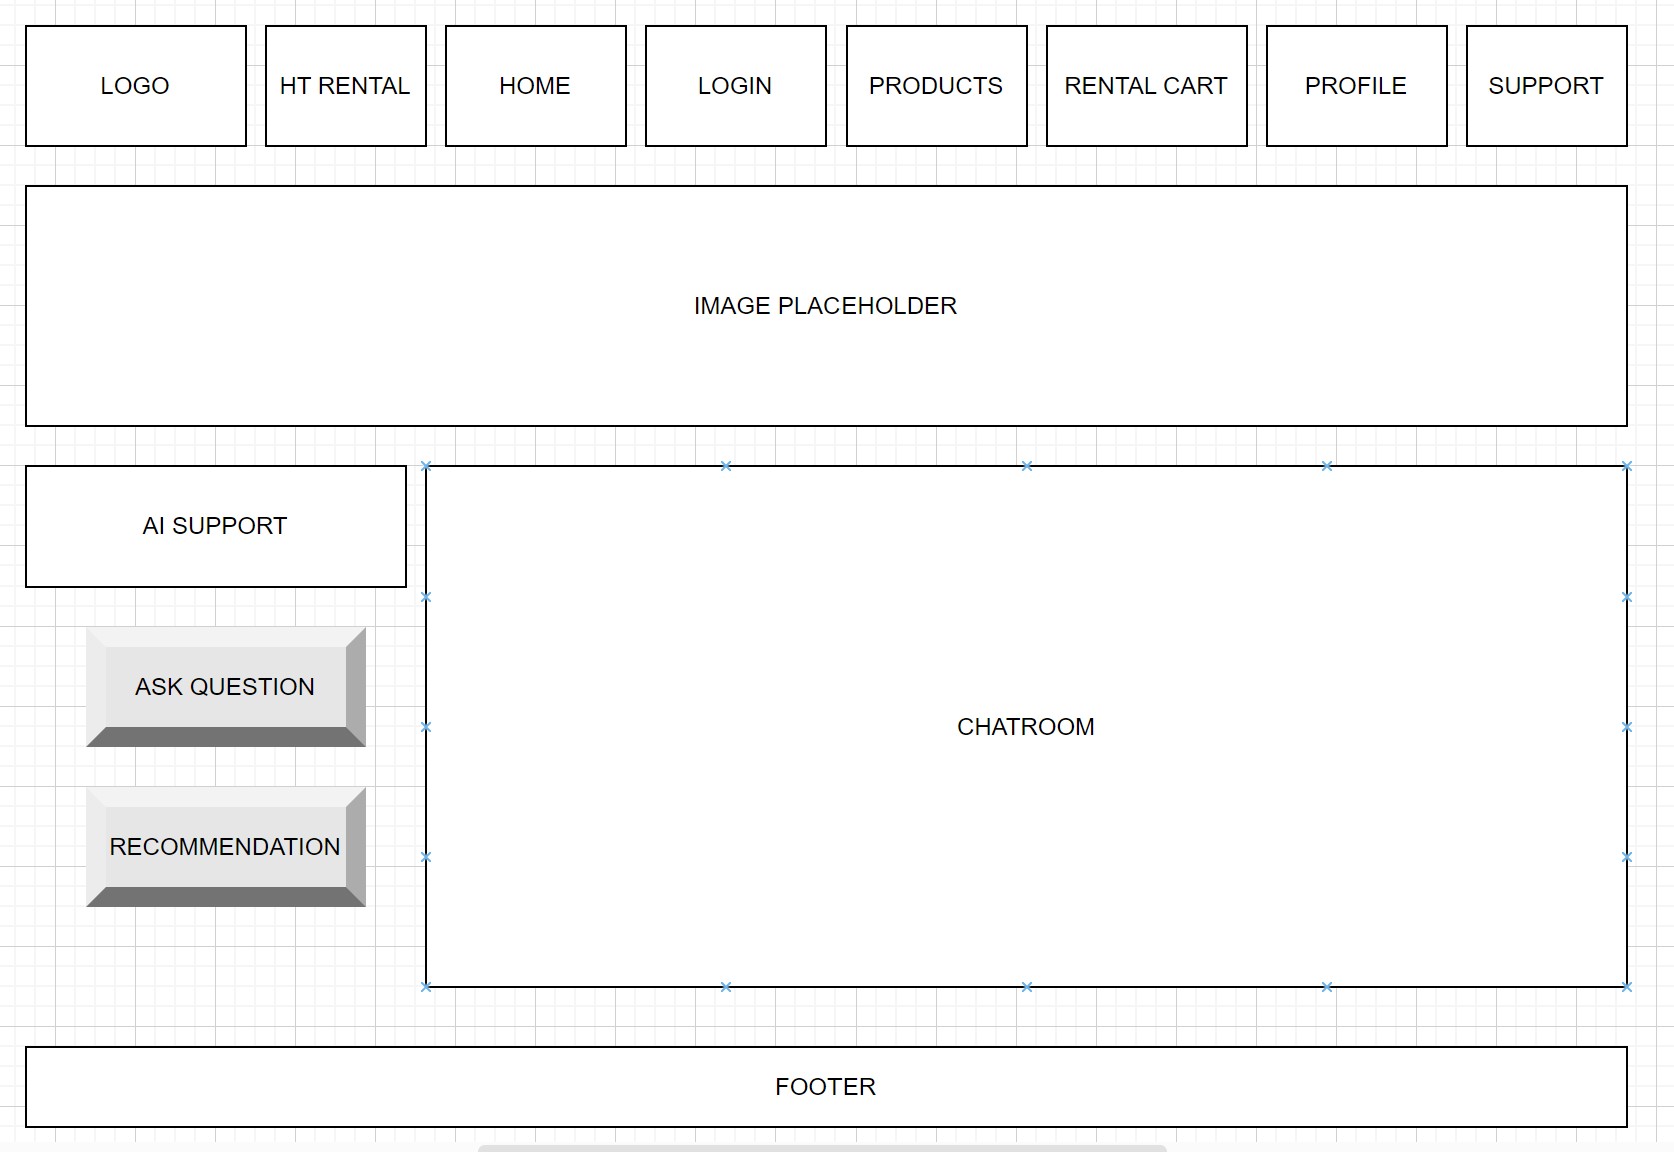 LOGO
HT RENTAL
HOME
LOGIN
PRODUCTS
RENTAL CART
PROFILE
SUPPORT
IMAGE PLACEHOLDER
AI SUPPORT
ASK QUESTION
RECOMMENDATION
CHATROOM
FOOTER